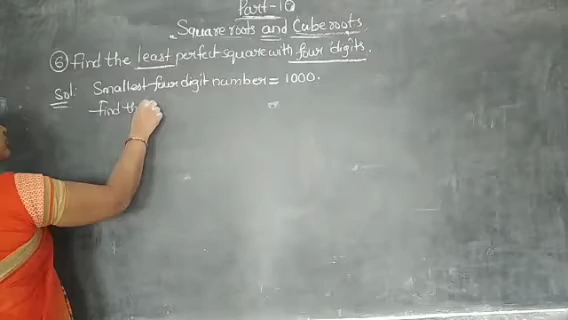 Part-10
Square roots and Cube roots
⑥ Find the least perfect square with four digits.
Sol: Smallest four digit number = 1000.
Find th